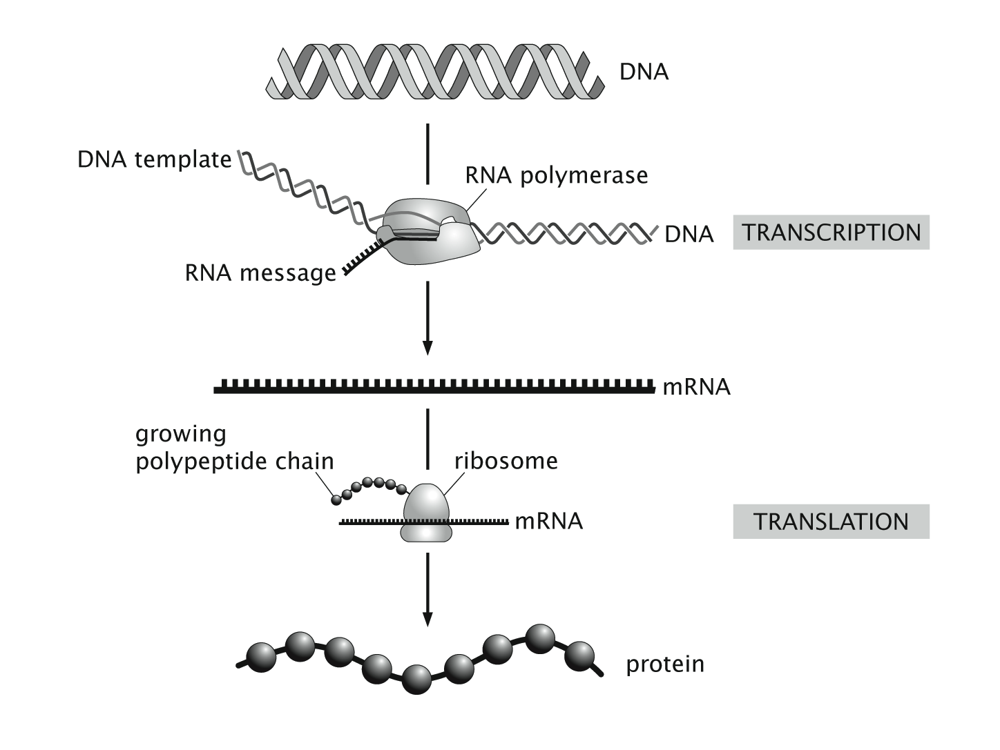 DNA
DNA template
RNA polymerase
DNA
TRANSCRIPTION
RNA message
mRNA
growing
polypeptide chain
ribosome
mRNA
TRANSLATION
protein